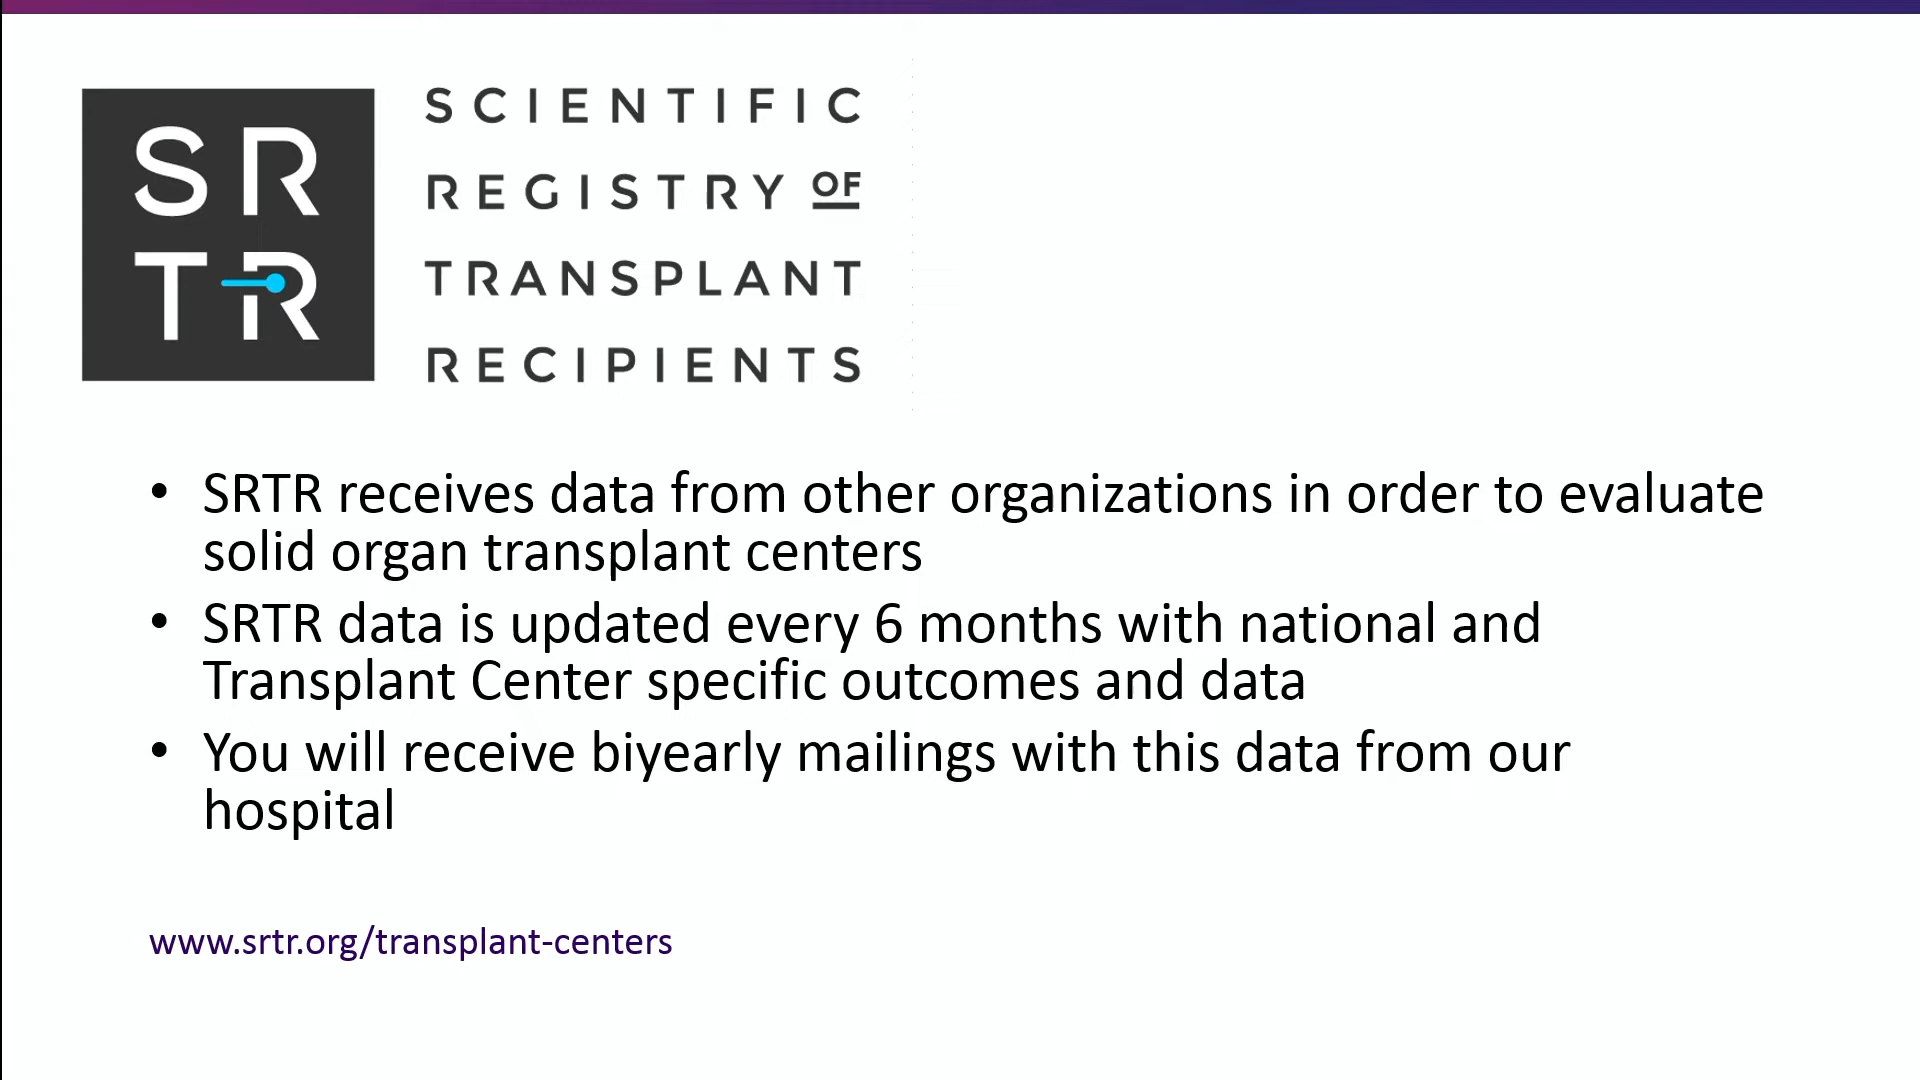 SR
TR
SCIENTIFIC
REGISTRY OF
TRANSPLANT
RECIPIENTS
• SRTR receives data from other organizations in order to evaluate
solid organ transplant centers
• SRTR data is updated every 6 months with national and
Transplant Center specific outcomes and data
• You will receive biyearly mailings with this data from our
hospital
www.srtr.org/transplant-centers